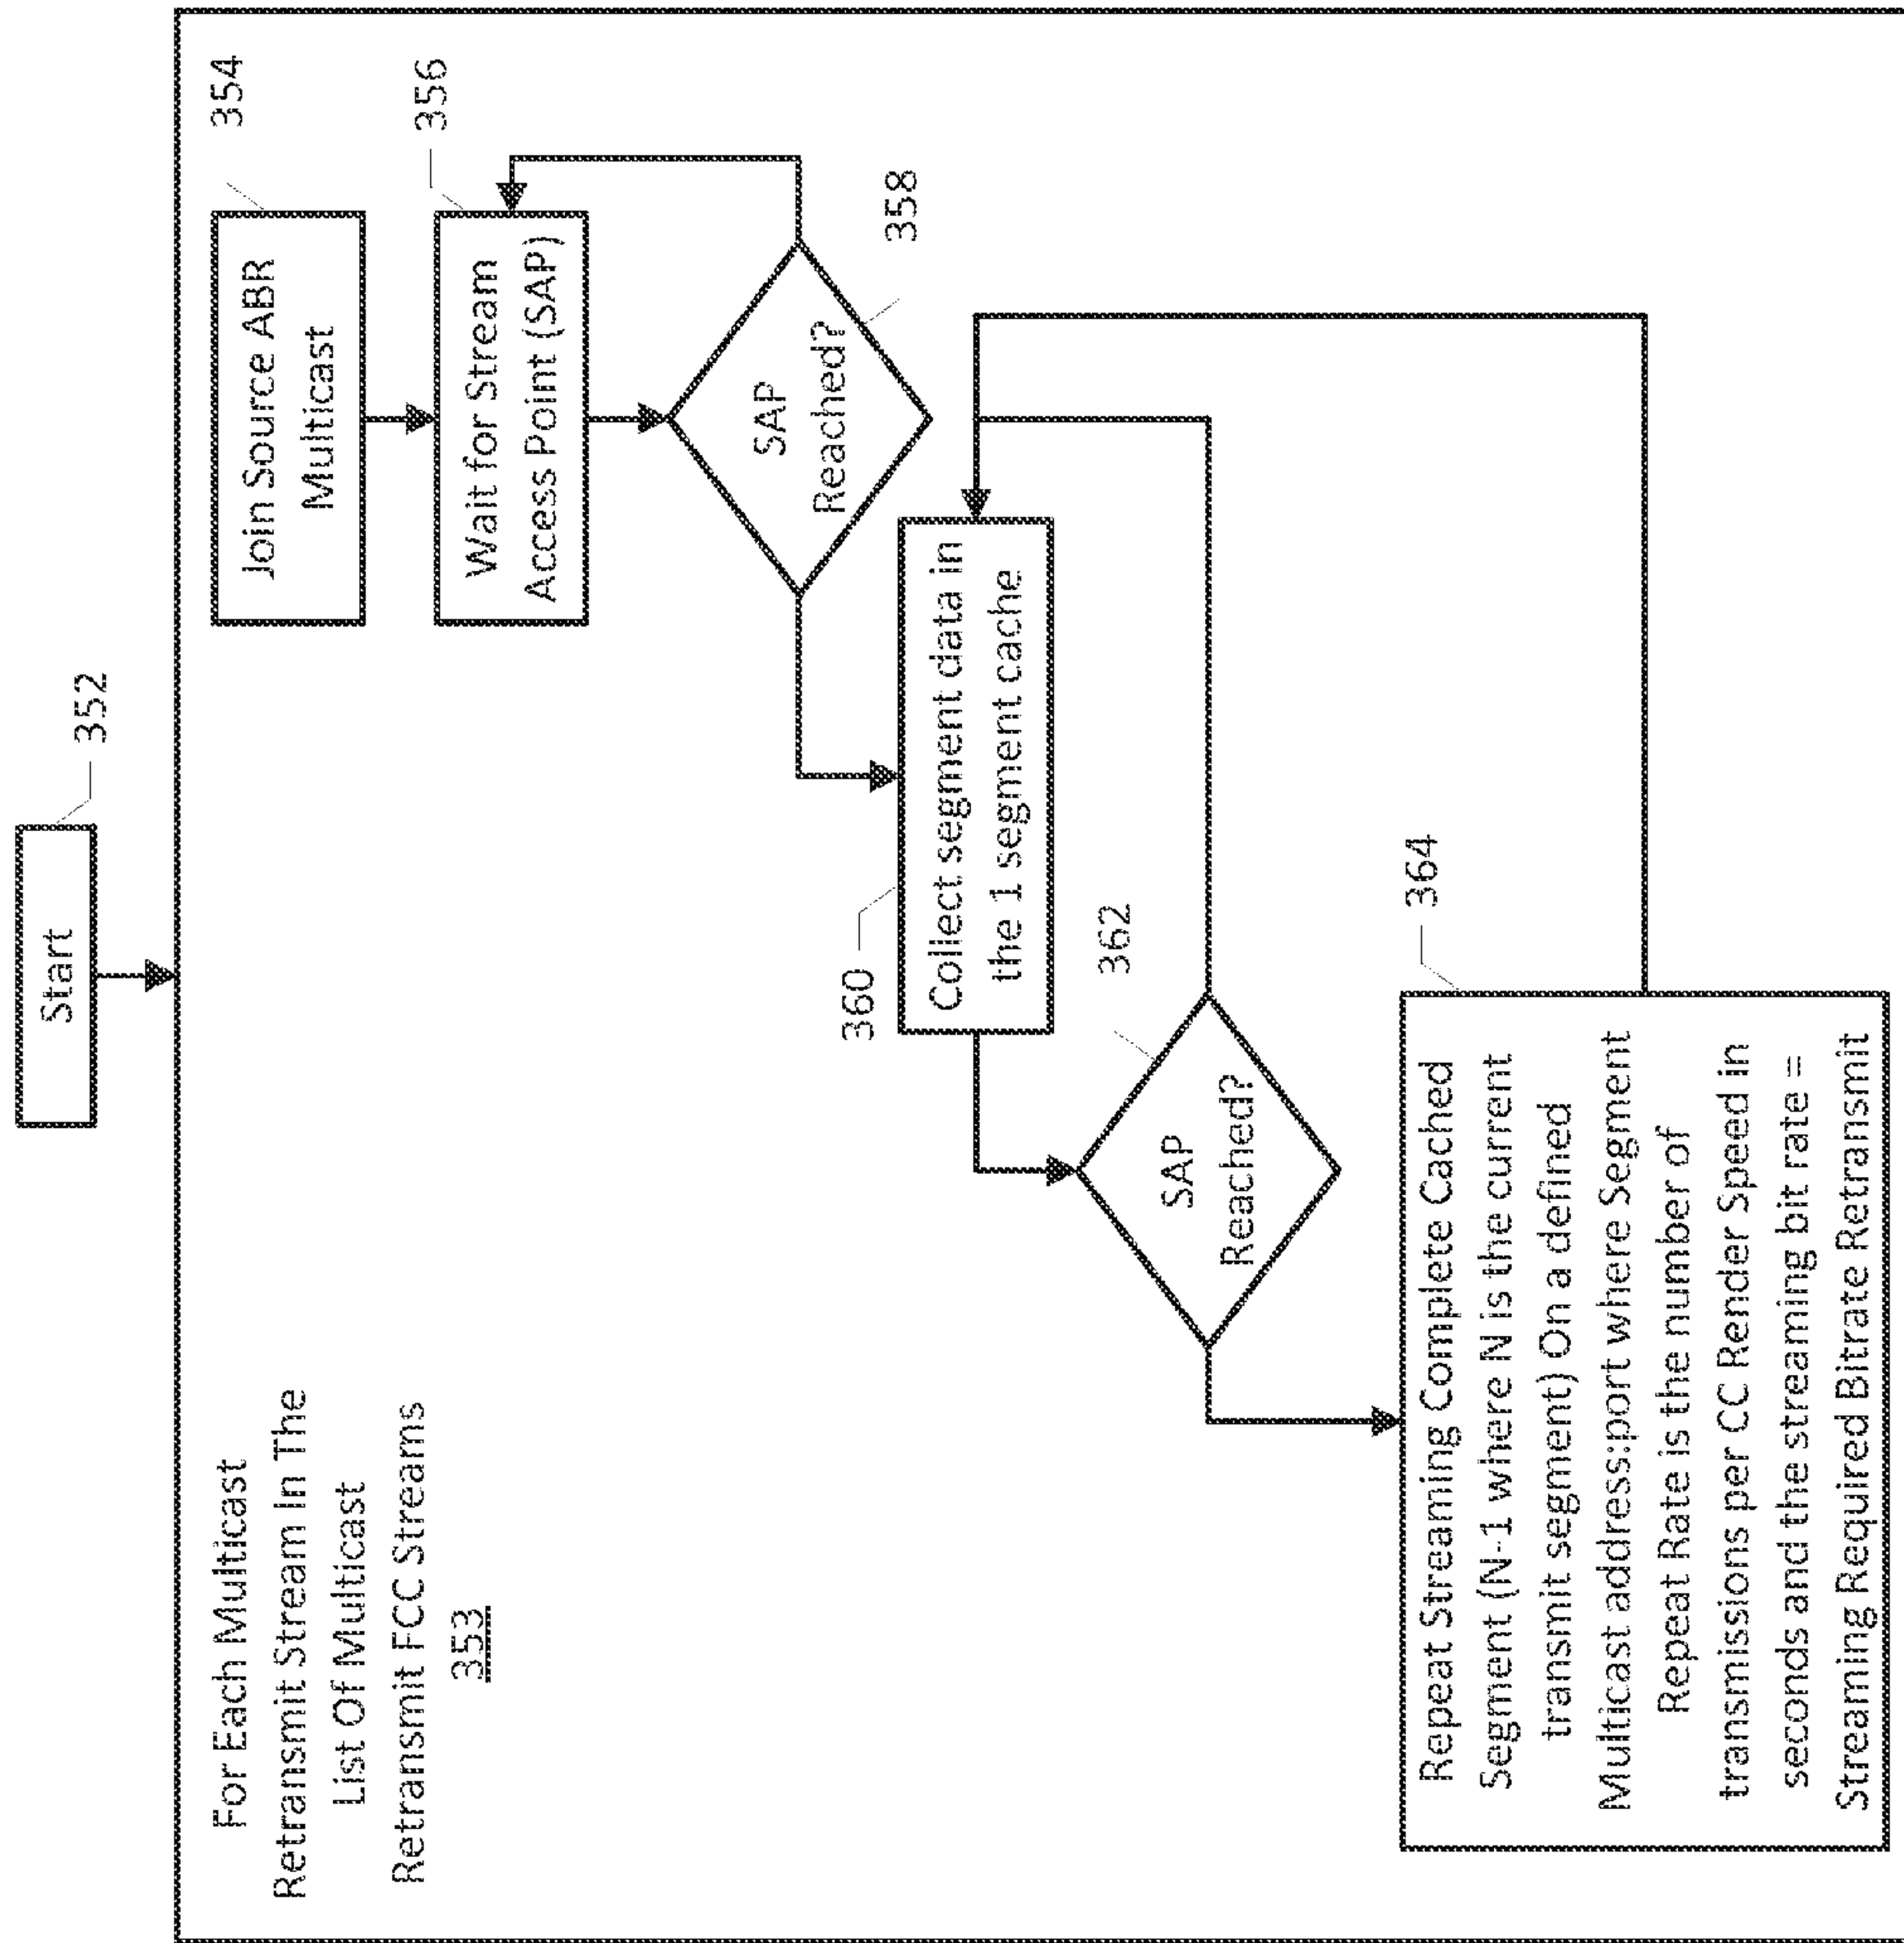 Start
352
For Each Multicast
Retransmit Stream In The
List Of Multicast
Retransmit FCC Streams
353
Join Source ABR
Multicast
354
Wait for Stream
Access Point (SAP)
356
SAP
Reached?
358
Collect segment data in
the 1 segment cache
360
SAP
Reached?
362
Repeat Streaming Complete Cached
Segment (N-1 where N is the current
transmit segment) On a defined
Multicast address:port where Segment
Repeat Rate is the number of
transmissions per CC Render Speed in
seconds and the streaming bit rate =
Streaming Required Bitrate Retransmit
364